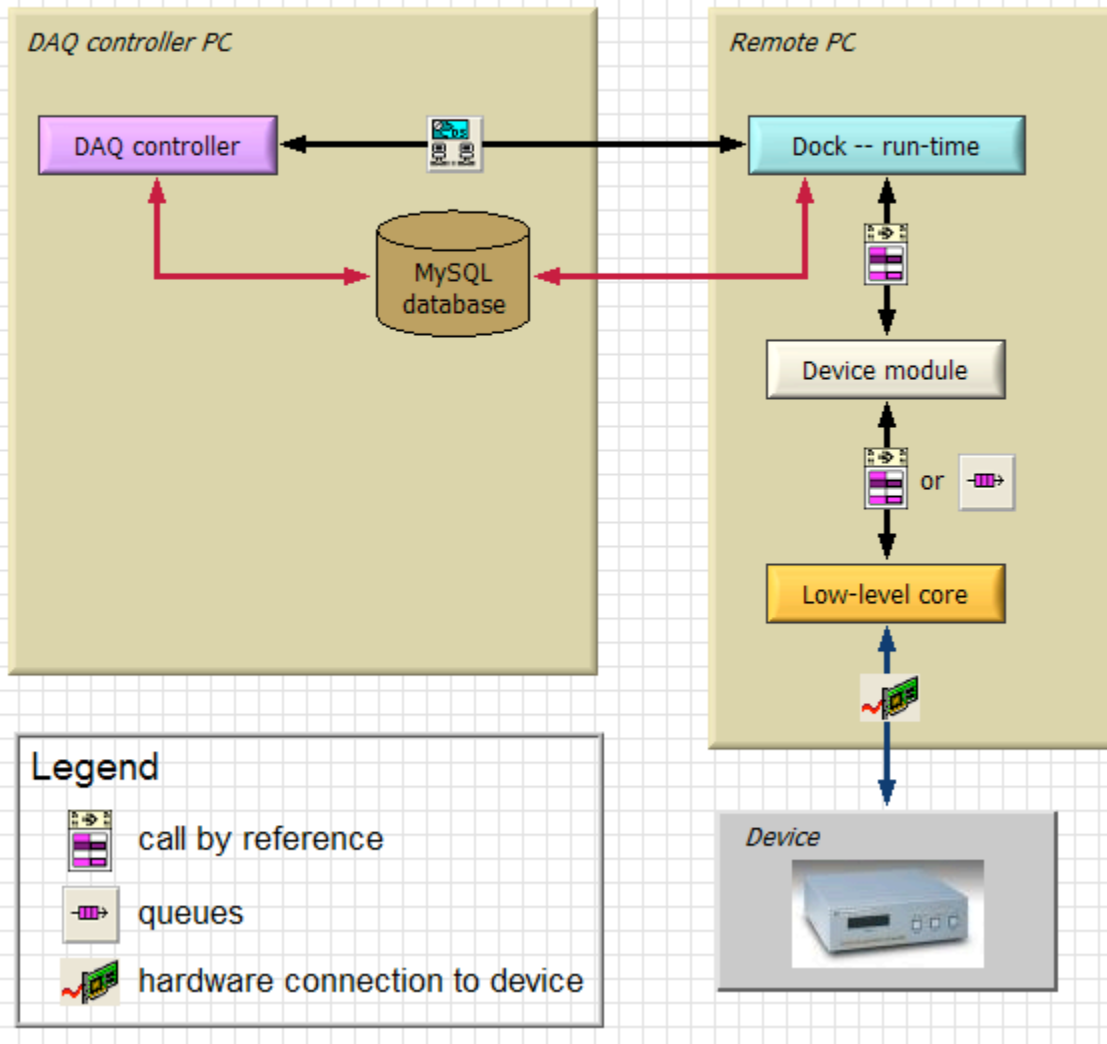 DAQ controller PC
Remote PC
DAQ controller
Dock -- run-time
MySQL
database
Device module
or
Low-level core
Legend
call by reference
queues
hardware connection to device
Device